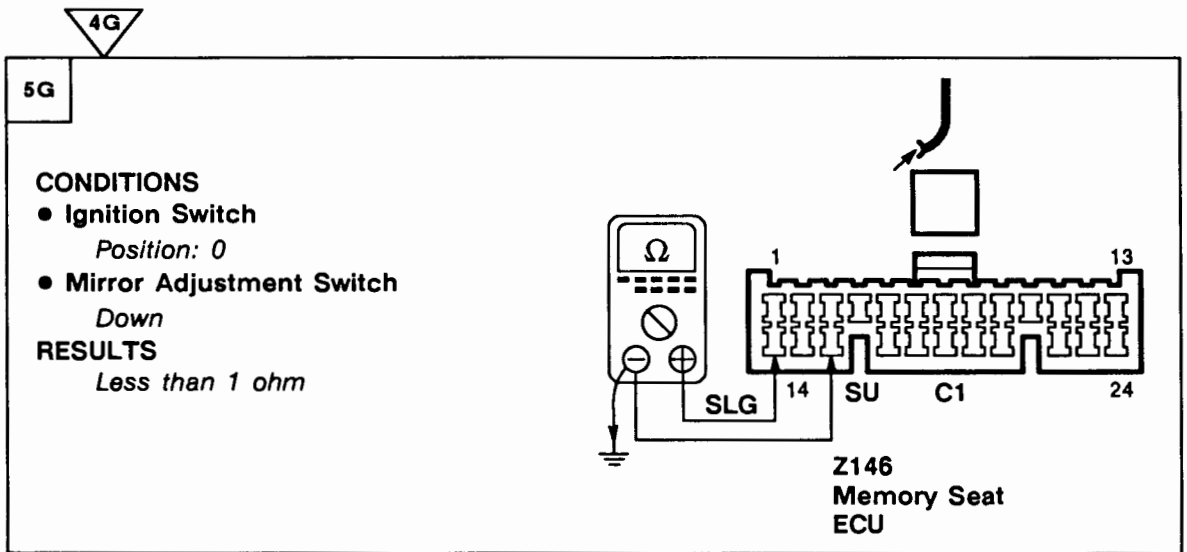 4G
5G
CONDITIONS
● Ignition Switch
Position: 0
● Mirror Adjustment Switch
Down
RESULTS
Less than 1 ohm
Ω
− +
1 13
14 SU C1 24
SLG
Z146
Memory Seat
ECU